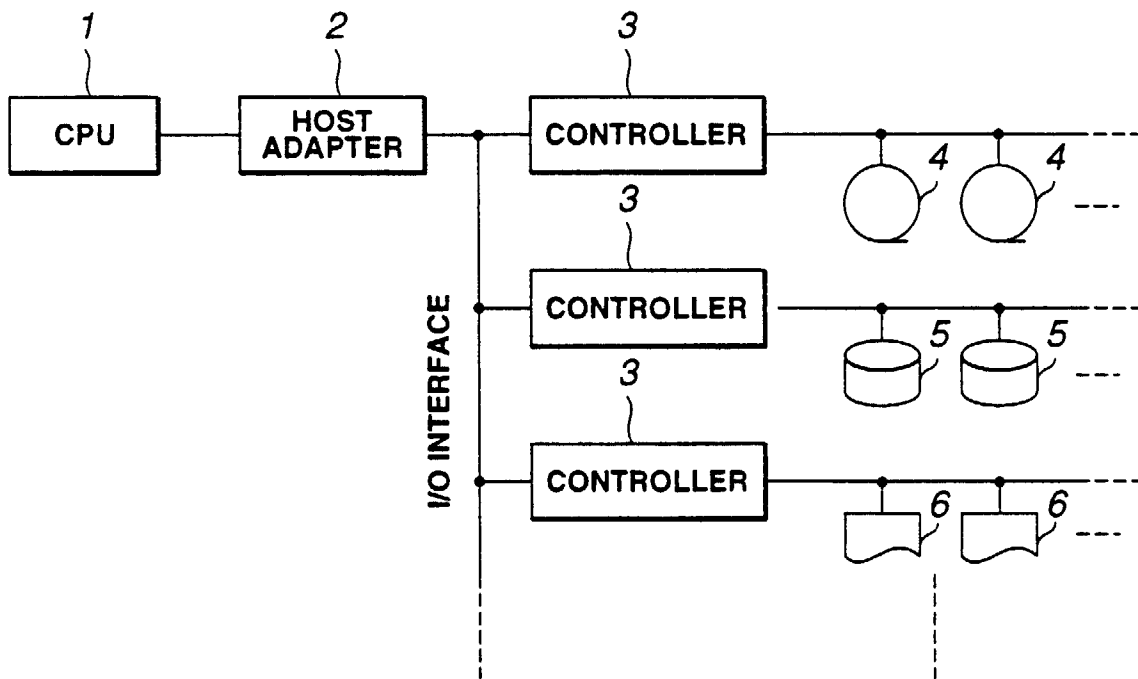 1
2
3
CPU
HOST
ADAPTER
CONTROLLER
4
4
3
CONTROLLER
5
5
I/O INTERFACE
3
CONTROLLER
6
6